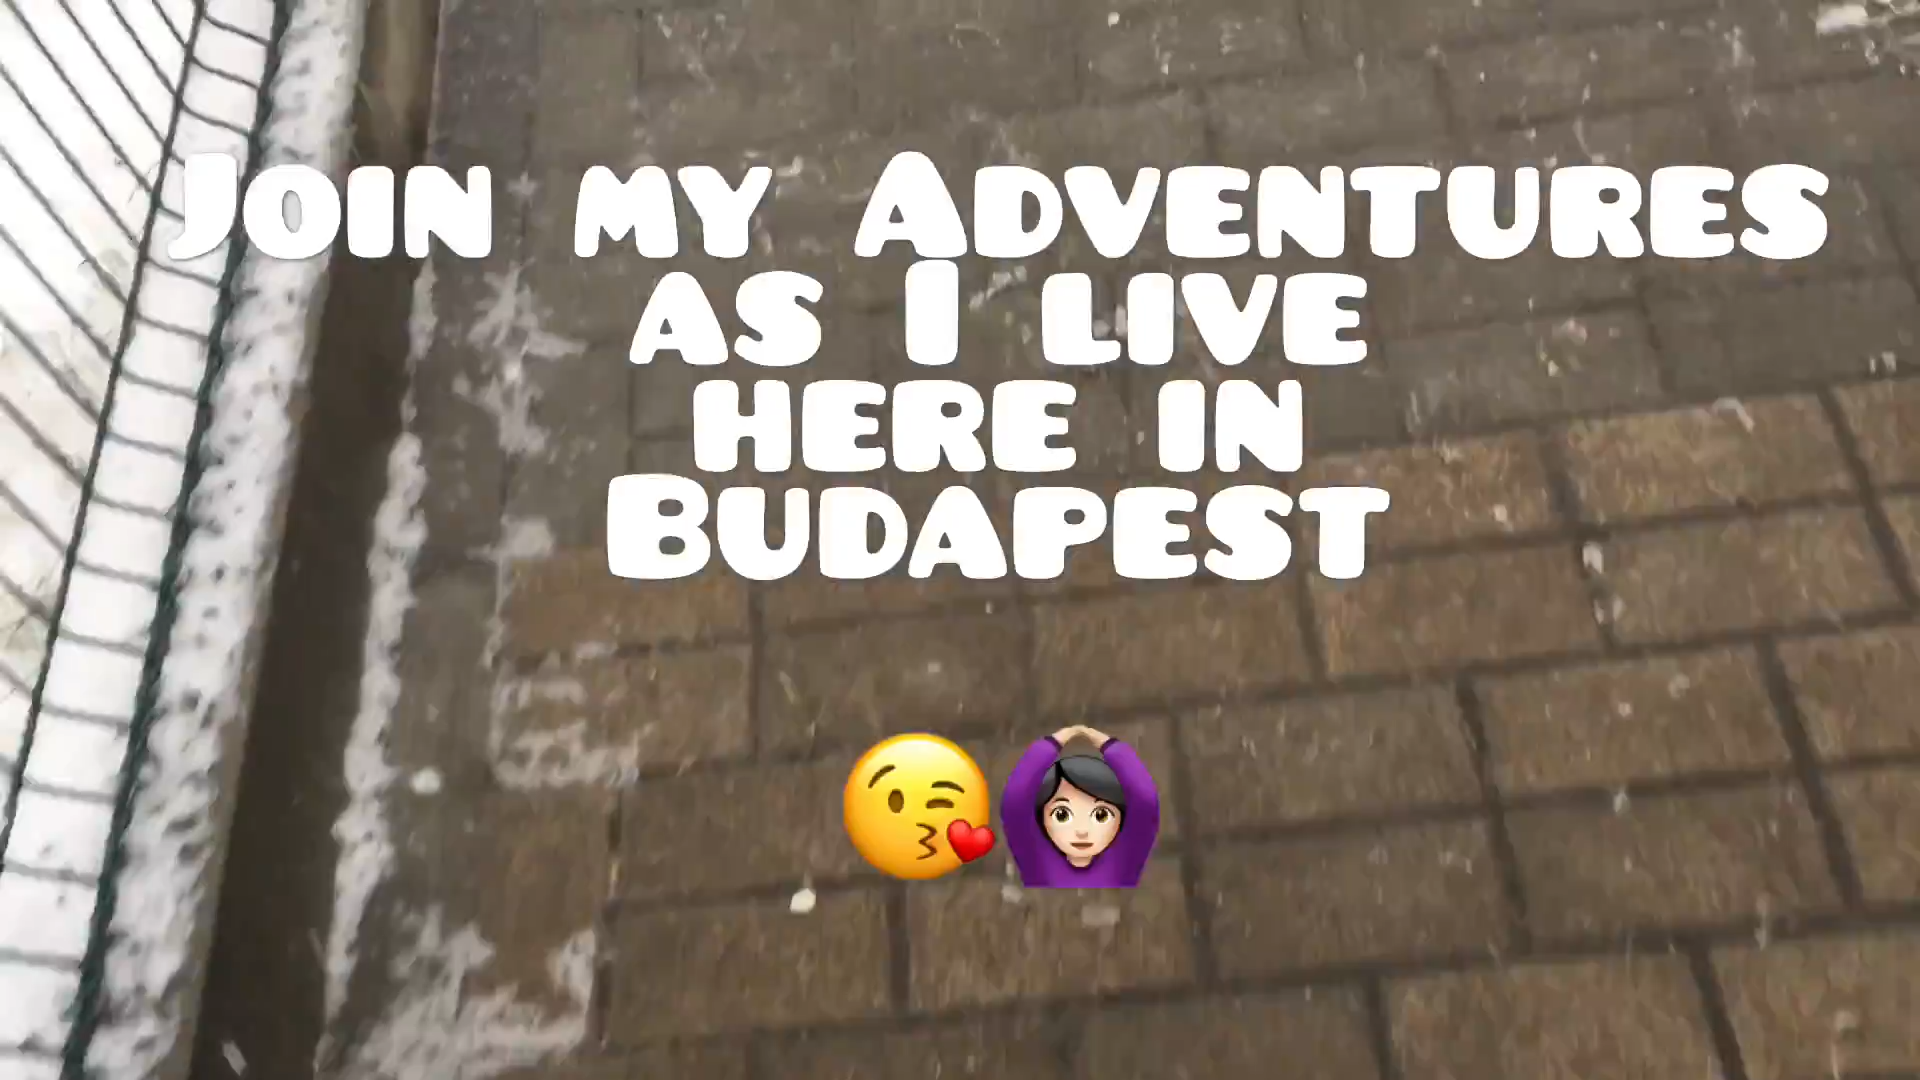 Join my Adventures
as I live
here in
Budapest
😘🙆🏻‍♀️